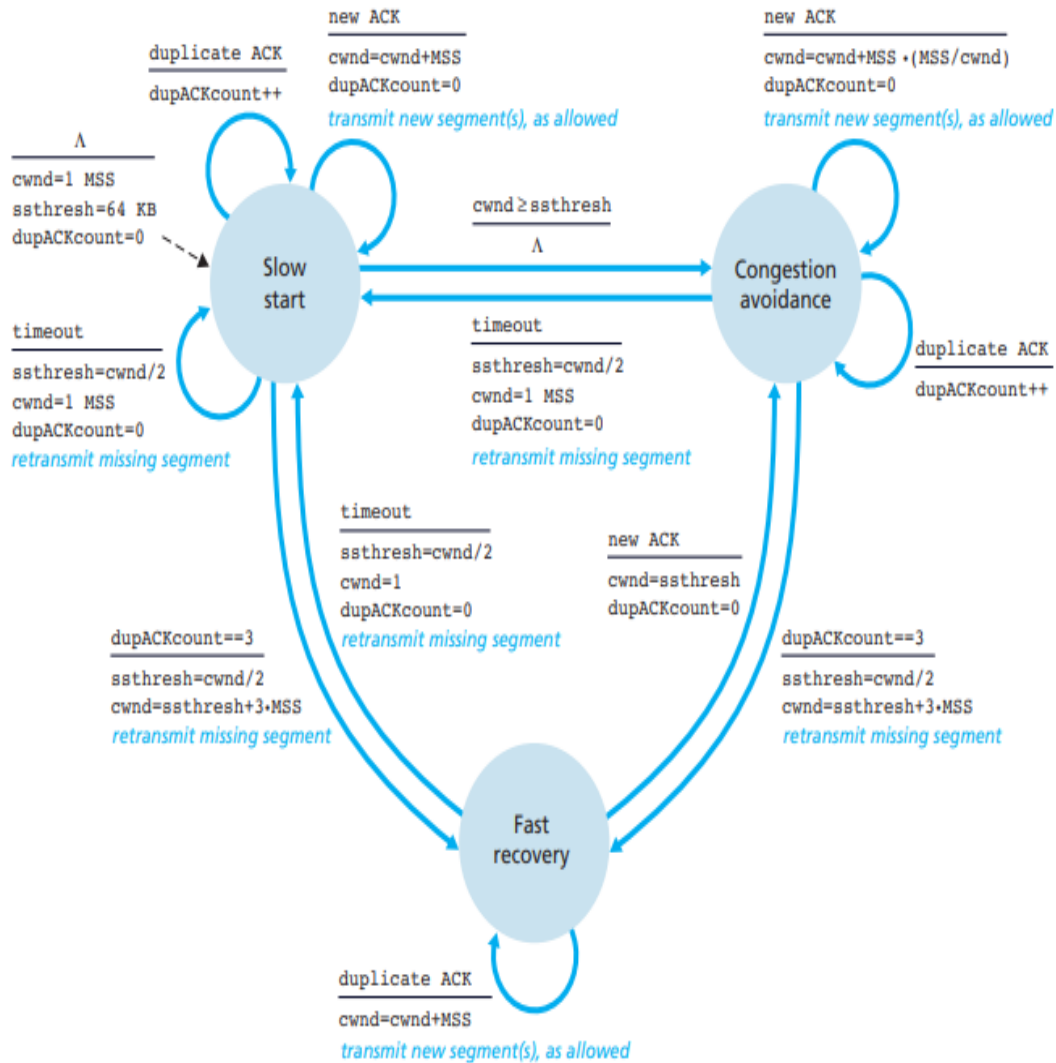 new ACK
cwnd=cwnd+MSS
dupACKcount=0
transmit new segment(s), as allowed
new ACK
cwnd=cwnd+MSS •(MSS/cwnd)
dupACKcount=0
transmit new segment(s), as allowed
duplicate ACK
dupACKcount++
Λ
cwnd=1 MSS
ssthresh=64 KB
dupACKcount=0
cwnd≥ssthresh
Λ
Slow
start
Congestion
avoidance
timeout
ssthresh=cwnd/2
cwnd=1 MSS
dupACKcount=0
retransmit missing segment
timeout
ssthresh=cwnd/2
cwnd=1 MSS
dupACKcount=0
retransmit missing segment
duplicate ACK
dupACKcount++
timeout
ssthresh=cwnd/2
cwnd=1
dupACKcount=0
retransmit missing segment
new ACK
cwnd=ssthresh
dupACKcount=0
dupACKcount==3
ssthresh=cwnd/2
cwnd=ssthresh+3•MSS
retransmit missing segment
dupACKcount==3
ssthresh=cwnd/2
cwnd=ssthresh+3•MSS
retransmit missing segment
Fast
recovery
duplicate ACK
cwnd=cwnd+MSS
transmit new segment(s), as allowed